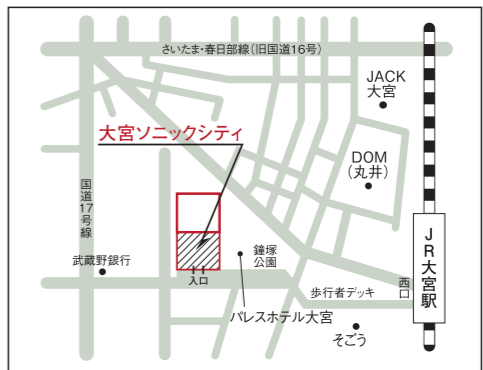 さいたま・春日部線（旧国道16号）
JACK
大宮
大宮ソニックシティ
DOM
（丸井）
国道17号線
武蔵野銀行
入口
鐘塚
公園
パレスホテル大宮
歩行者デッキ
西口
JR大宮駅
そごう